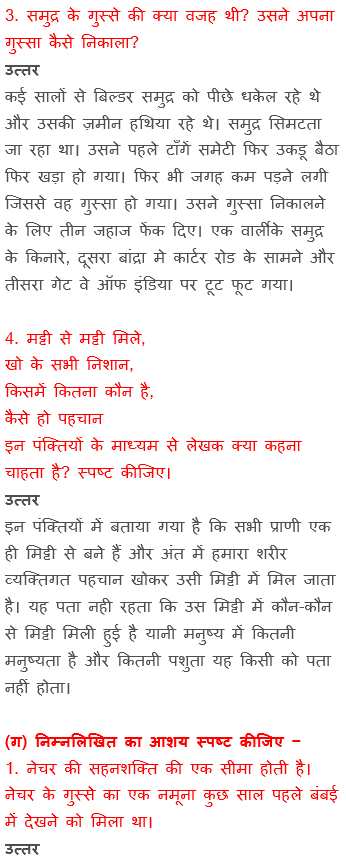 3. समुद्र के गुस्से की क्या वजह थी? उसने अपना
गुस्सा कैसे निकाला?
उत्तर
कई सालों से बिल्डर समुद्र को पीछे धकेल रहे थे
और उसकी ज़मीन हथिया रहे थे। समुद्र सिमटता
जा रहा था। उसने पहले टाँगें समेटी फिर उकडू बैठा
फिर खड़ा हो गया। फिर भी जगह कम पड़ने लगी
जिससे वह गुस्सा हो गया। उसने गुस्सा निकालने
के लिए तीन जहाज फेंक दिए। एक वार्लीके समुद्र
के किनारे, दूसरा बांद्रा मे कार्टर रोड के सामने और
तीसरा गेट वे ऑफ इंडिया पर टूट फूट गया।
4. मट्टी से मट्टी मिले,
खो के सभी निशान,
किसमें कितना कौन है,
कैसे हो पहचान
इन पंक्तियों के माध्यम से लेखक क्या कहना
चाहता है? स्पष्ट कीजिए।
उत्तर
इन पंक्तियों में बताया गया है कि सभी प्राणी एक
ही मिट्टी से बने हैं और अंत में हमारा शरीर
व्यक्तिगत पहचान खोकर उसी मिट्टी में मिल जाता
है। यह पता नही रहता कि उस मिट्टी में कौन-कौन
से मिट्टी मिली हुई है यानी मनुष्य में कितनी
मनुष्यता है और कितनी पशुता यह किसी को पता
नहीं होता।
(ग) निम्नलिखित का आशय स्पष्ट कीजिए −
1. नेचर की सहनशक्ति की एक सीमा होती है।
नेचर के गुस्से का एक नमूना कुछ साल पहले बंबई
में देखने को मिला था।
उत्तर